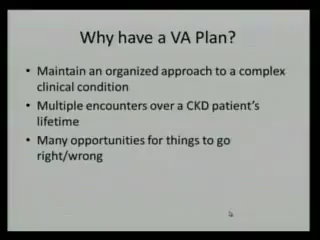 Why have a VA Plan?
• Maintain an organized approach to a complex
clinical condition
• Multiple encounters over a CKD patient's
lifetime
• Many opportunities for things to go
right/wrong